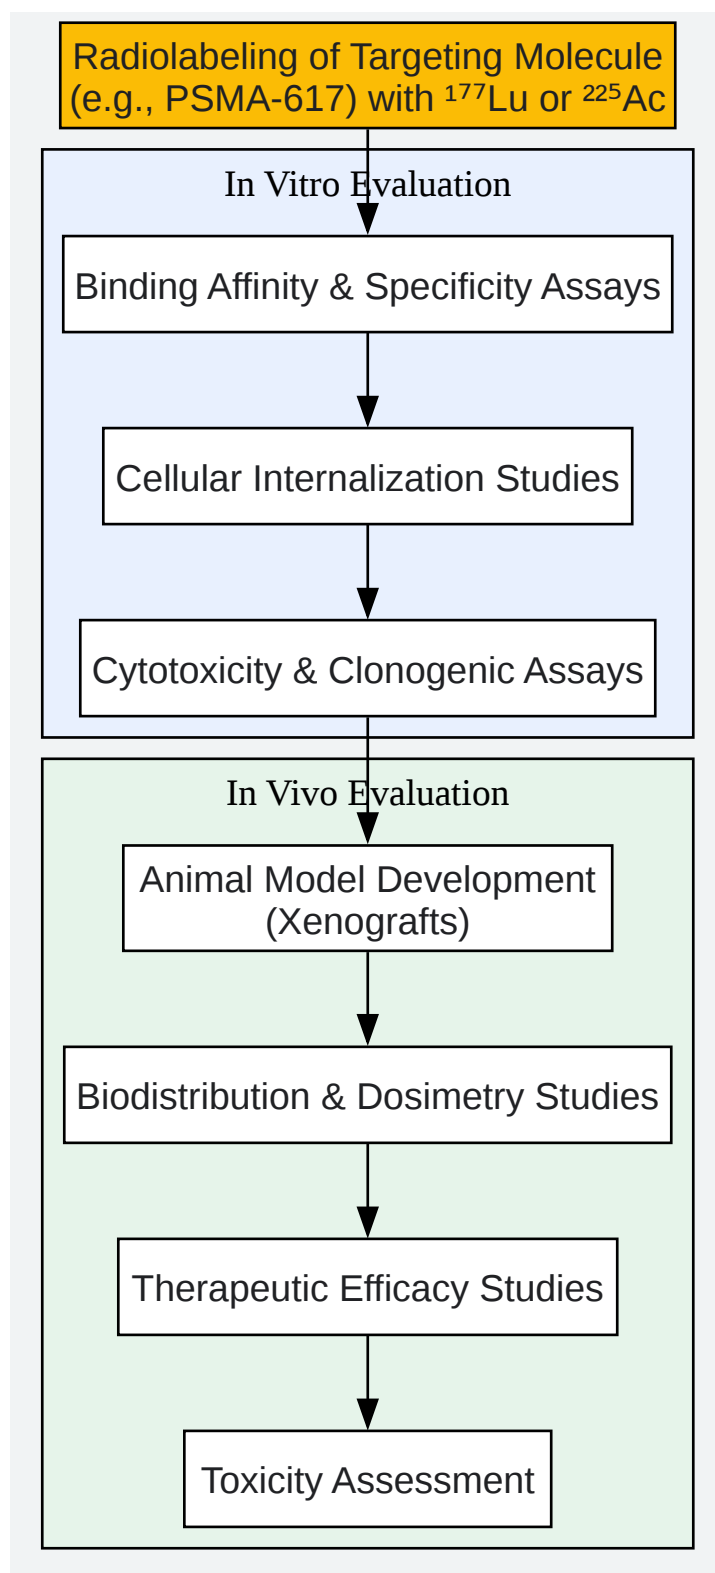 Radiolabeling of Targeting Molecule
(e.g., PSMA-617) with ¹⁷⁷Lu or ²²⁵Ac
In Vitro Evaluation
Binding Affinity & Specificity Assays
Cellular Internalization Studies
Cytotoxicity & Clonogenic Assays
In Vivo Evaluation
Animal Model Development
(Xenografts)
Biodistribution & Dosimetry Studies
Therapeutic Efficacy Studies
Toxicity Assessment